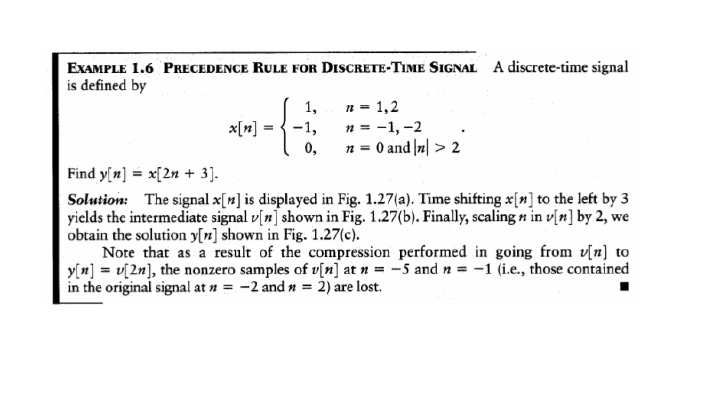 EXAMPLE 1.6 PRECEDENCE RULE FOR DISCRETE-TIME SIGNAL A discrete-time signal
is defined by
1, n = 1,2
x[n] = { -1, n = -1, -2 .
0, n = 0 and |n| > 2
Find y[n] = x[2n + 3].
Solution: The signal x[n] is displayed in Fig. 1.27(a). Time shifting x[n] to the left by 3
yields the intermediate signal v[n] shown in Fig. 1.27(b). Finally, scaling n in v[n] by 2, we
obtain the solution y[n] shown in Fig. 1.27(c).
Note that as a result of the compression performed in going from v[n] to
y[n] = v[2n], the nonzero samples of v[n] at n = -5 and n = -1 (i.e., those contained
in the original signal at n = -2 and n = 2) are lost. ■